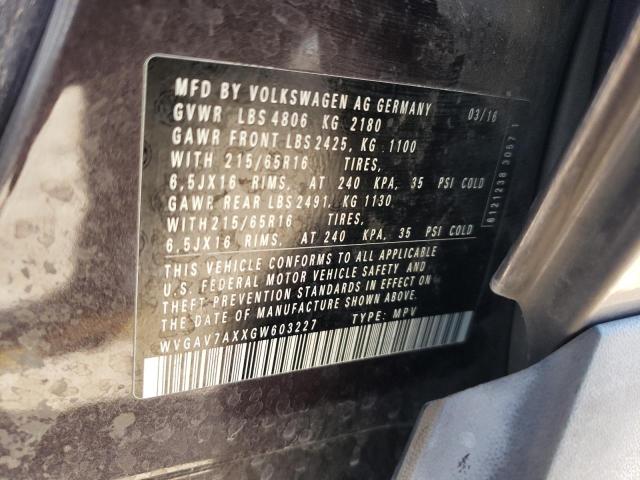 MFD BY VOLKSWAGEN AG GERMANY 03/16
GVWR LBS 4806 KG 2180
GAWR FRONT LBS 2425, KG 1100
WITH 215/65R16 TIRES,
6,5JX16 RIMS, AT 240 KPA, 35 PSI COLD
GAWR REAR LBS 2491, KG 1130
WITH 215/65R16 TIRES,
6,5JX16 RIMS, AT 240 KPA, 35 PSI COLD
THIS VEHICLE CONFORMS TO ALL APPLICABLE
U.S. FEDERAL MOTOR VEHICLE SAFETY AND
THEFT PREVENTION STANDARDS IN EFFECT ON
THE DATE OF MANUFACTURE SHOWN ABOVE.
WVGAV7AXXGW603227 TYPE: MPV
6121238 3057 1